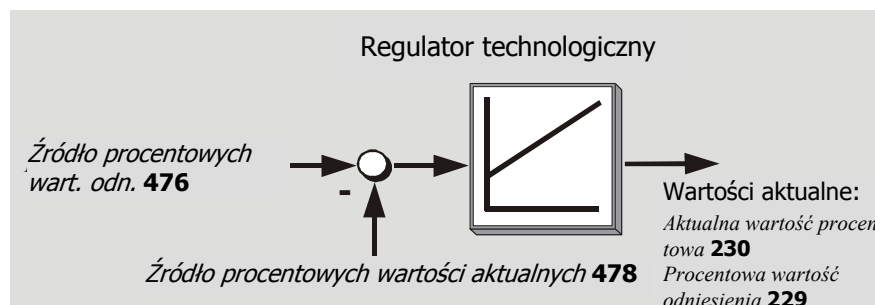 Regulator technologiczny
Źródło procentowych
wart. odn. 476
-
Wartości aktualne:
Aktualna wartość procen
towa 230
Źródło procentowych wartości aktualnych 478
Procentowa wartość
odniesienia 229